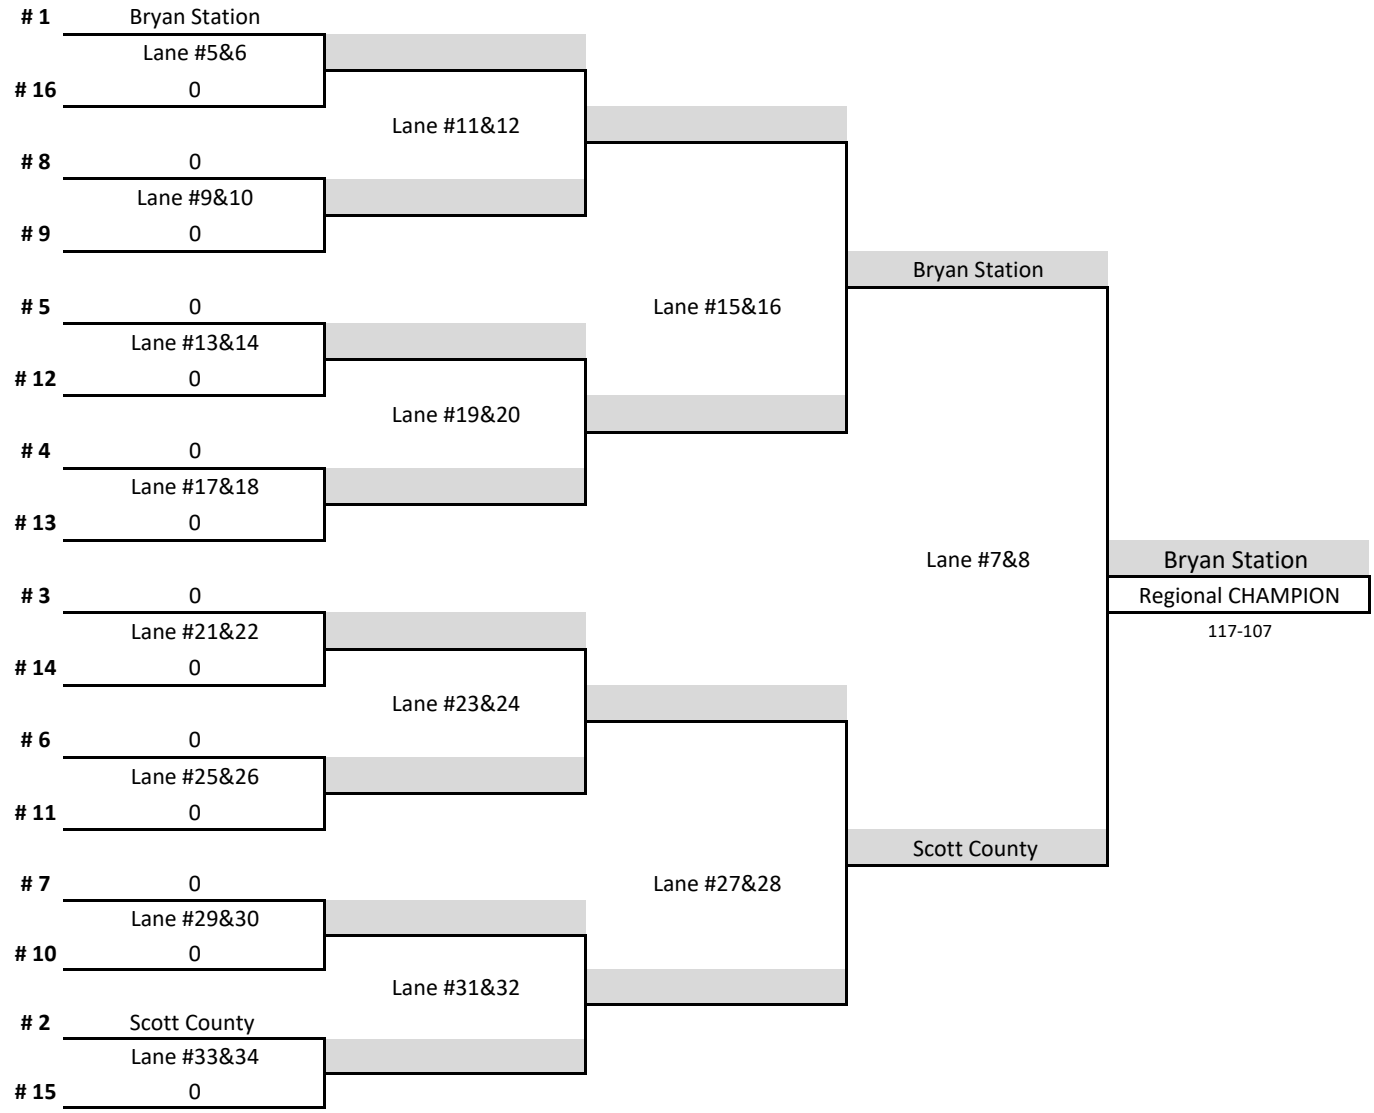 # 1 Bryan Station
Lane #5&6
# 16 0
Lane #11&12
# 8 0
Lane #9&10
# 9 0
Bryan Station
# 5 0
Lane #15&16
Lane #13&14
# 12 0
Lane #19&20
# 4 0
Lane #17&18
# 13 0
Lane #7&8
Bryan Station
# 3 0
Regional CHAMPION
Lane #21&22
117-107
# 14 0
Lane #23&24
# 6 0
Lane #25&26
# 11 0
Scott County
# 7 0
Lane #27&28
Lane #29&30
# 10 0
Lane #31&32
# 2 Scott County
Lane #33&34
# 15 0